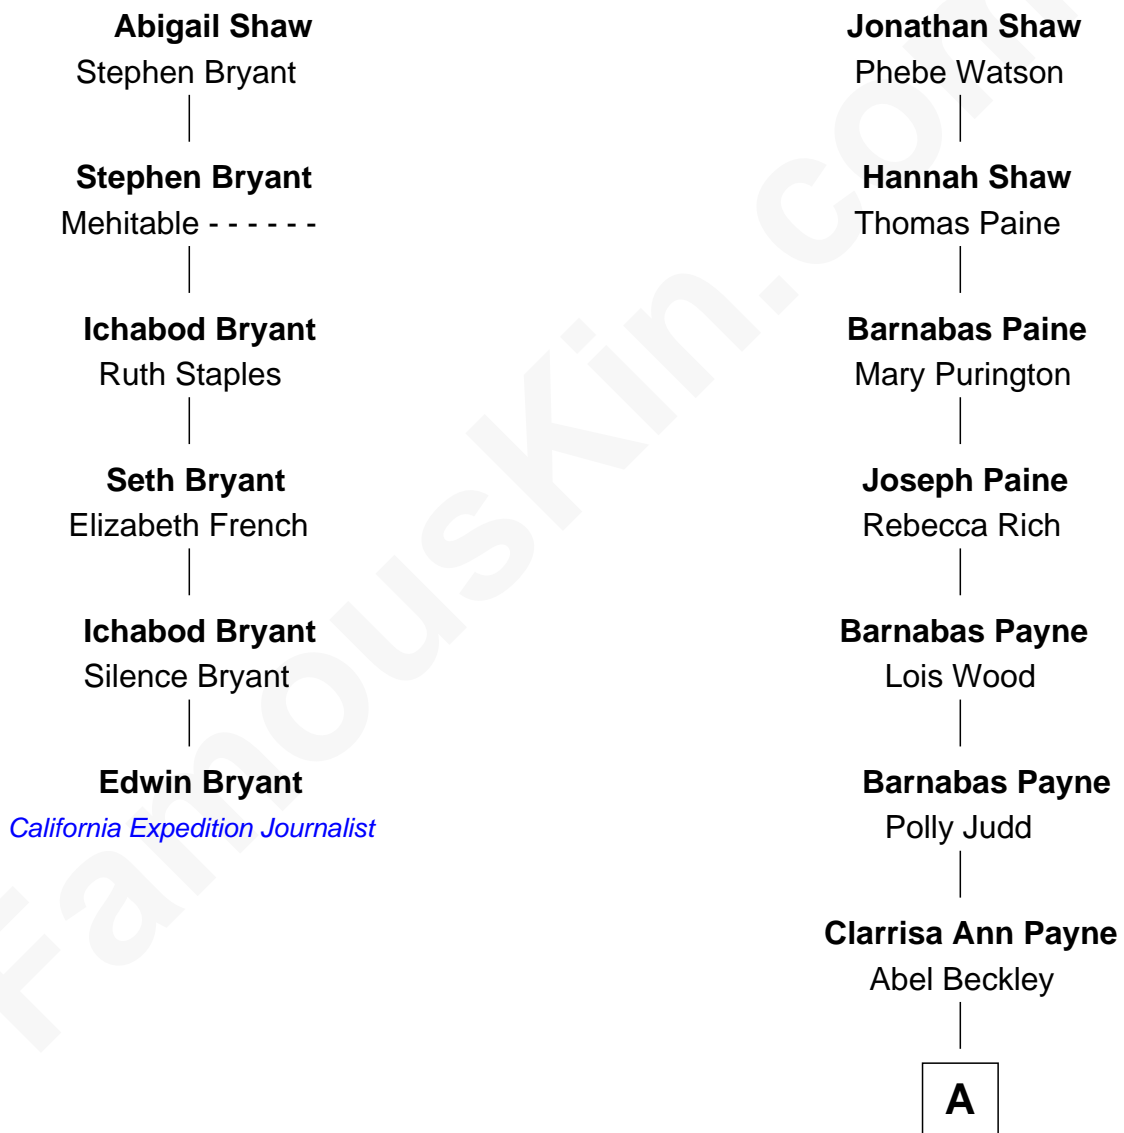 Abigail Shaw
Stephen Bryant
Stephen Bryant
Mehitable - - - - - -
Ichabod Bryant
Ruth Staples
Seth Bryant
Elizabeth French
Ichabod Bryant
Silence Bryant
Edwin Bryant
California Expedition Journalist
Jonathan Shaw
Phebe Watson
Hannah Shaw
Thomas Paine
Barnabas Paine
Mary Purington
Joseph Paine
Rebecca Rich
Barnabas Payne
Lois Wood
Barnabas Payne
Polly Judd
Clarrisa Ann Payne
Abel Beckley
A
FamousKin.com